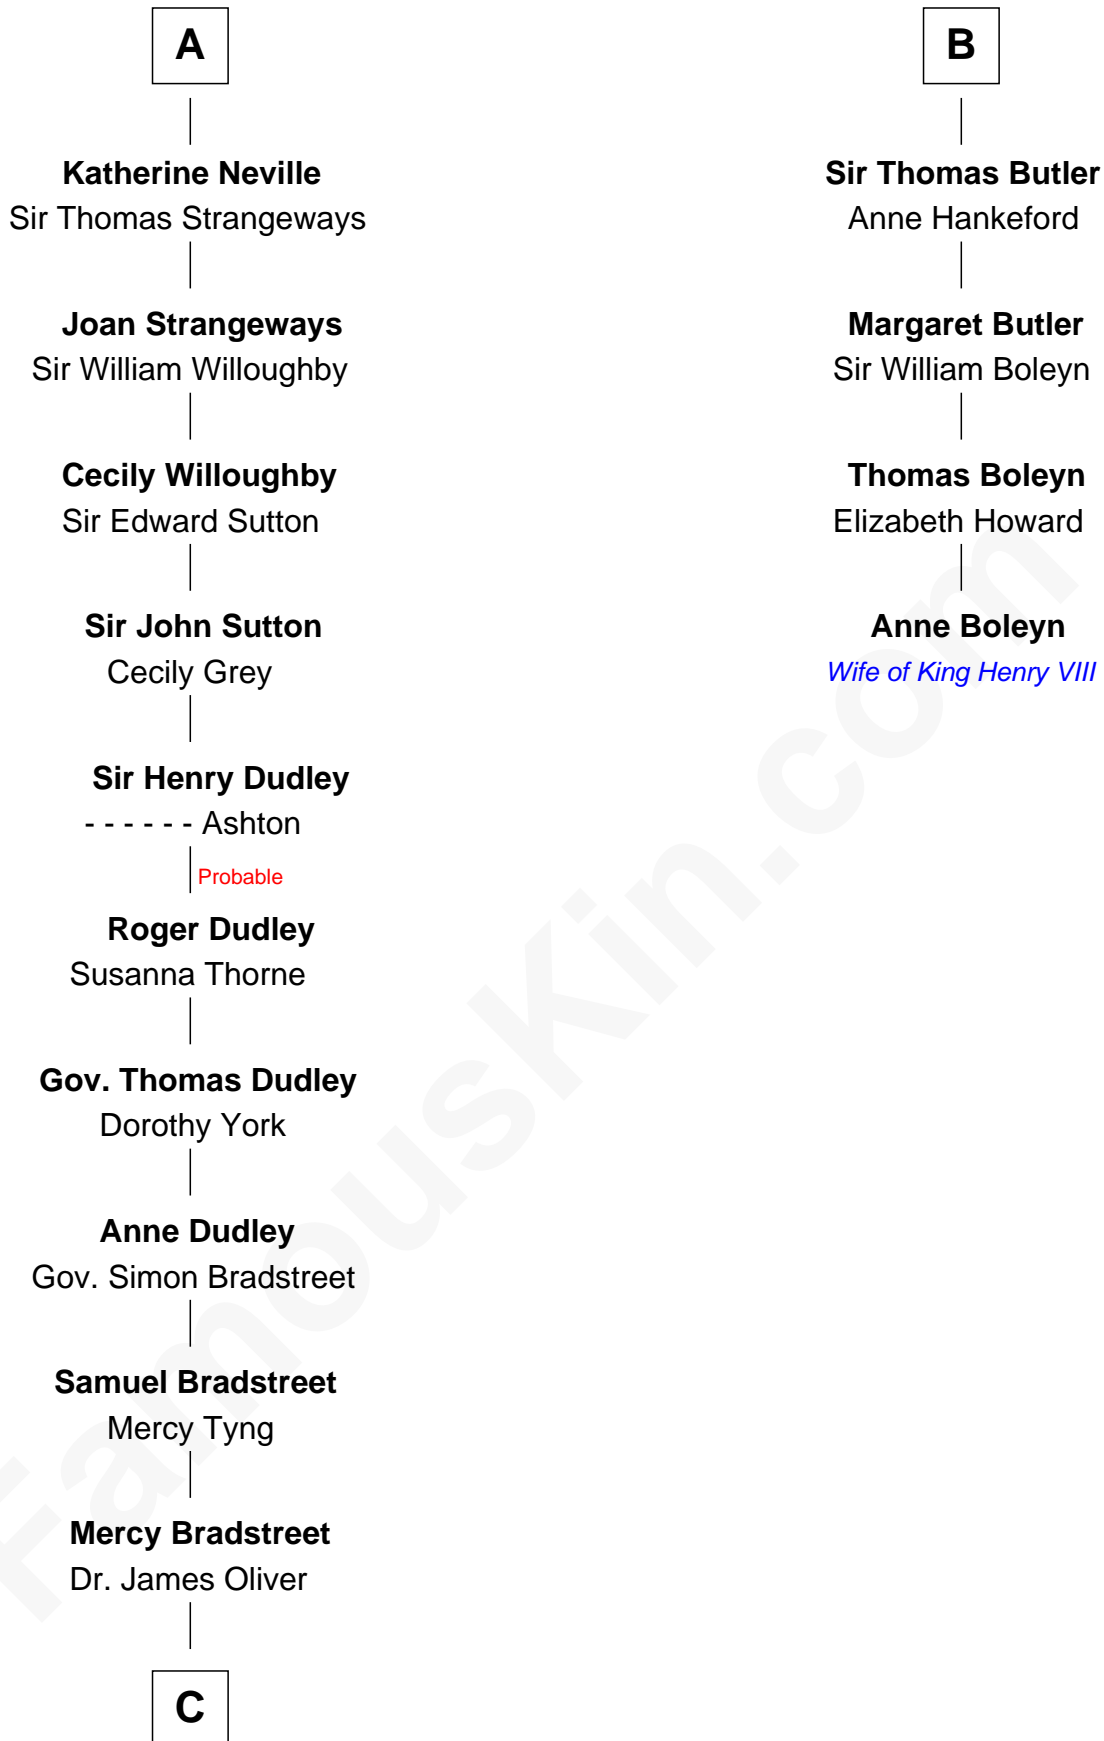 A
Katherine Neville
Sir Thomas Strangeways
Joan Strangeways
Sir William Willoughby
Cecily Willoughby
Sir Edward Sutton
Sir John Sutton
Cecily Grey
Sir Henry Dudley
- - - - - - Ashton
Probable
Roger Dudley
Susanna Thorne
Gov. Thomas Dudley
Dorothy York
Anne Dudley
Gov. Simon Bradstreet
Samuel Bradstreet
Mercy Tyng
Mercy Bradstreet
Dr. James Oliver
C
B
Sir Thomas Butler
Anne Hankeford
Margaret Butler
Sir William Boleyn
Thomas Boleyn
Elizabeth Howard
Anne Boleyn
Wife of King Henry VIII
FamousKin.com